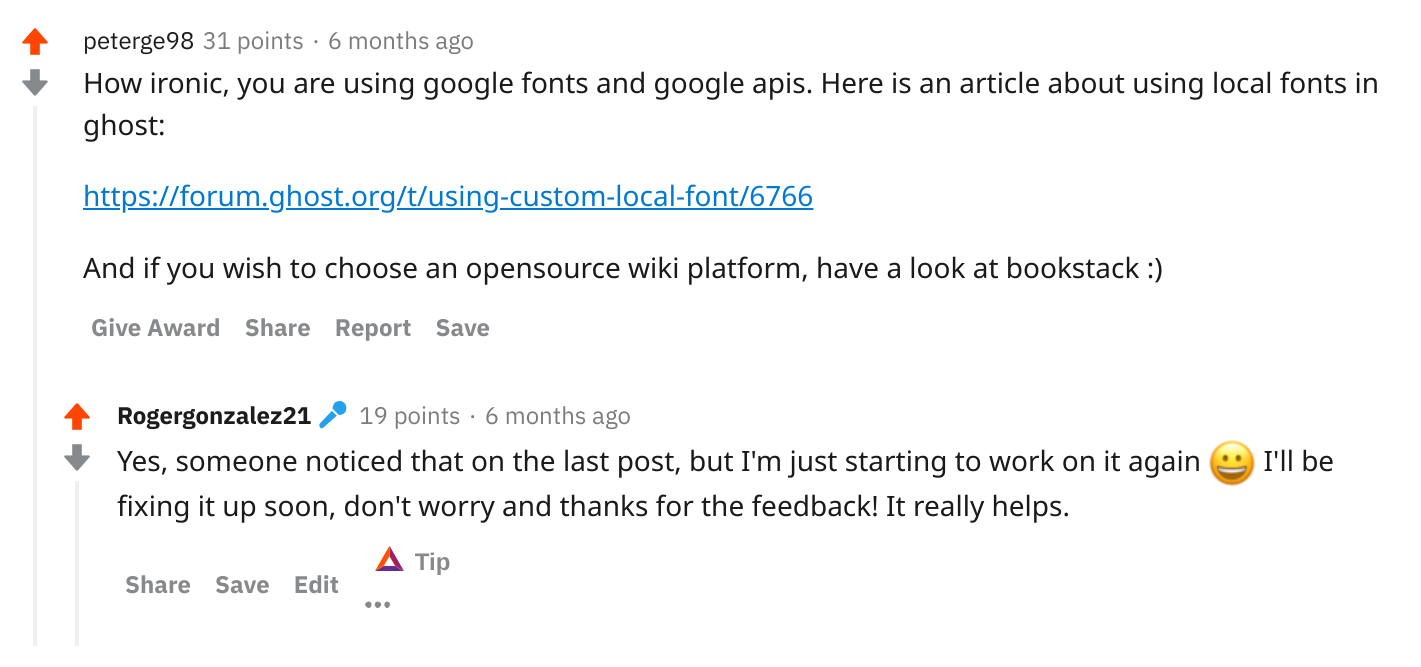 peterge98 31 points · 6 months ago
How ironic, you are using google fonts and google apis. Here is an article about using local fonts in
ghost:
https://forum.ghost.org/t/using-custom-local-font/6766
And if you wish to choose an opensource wiki platform, have a look at bookstack :)
Give Award Share Report Save
Rogergonzalez21 🎤 19 points · 6 months ago
Yes, someone noticed that on the last post, but I'm just starting to work on it again 😀 I'll be
fixing it up soon, don't worry and thanks for the feedback! It really helps.
Tip
Share Save Edit
•••